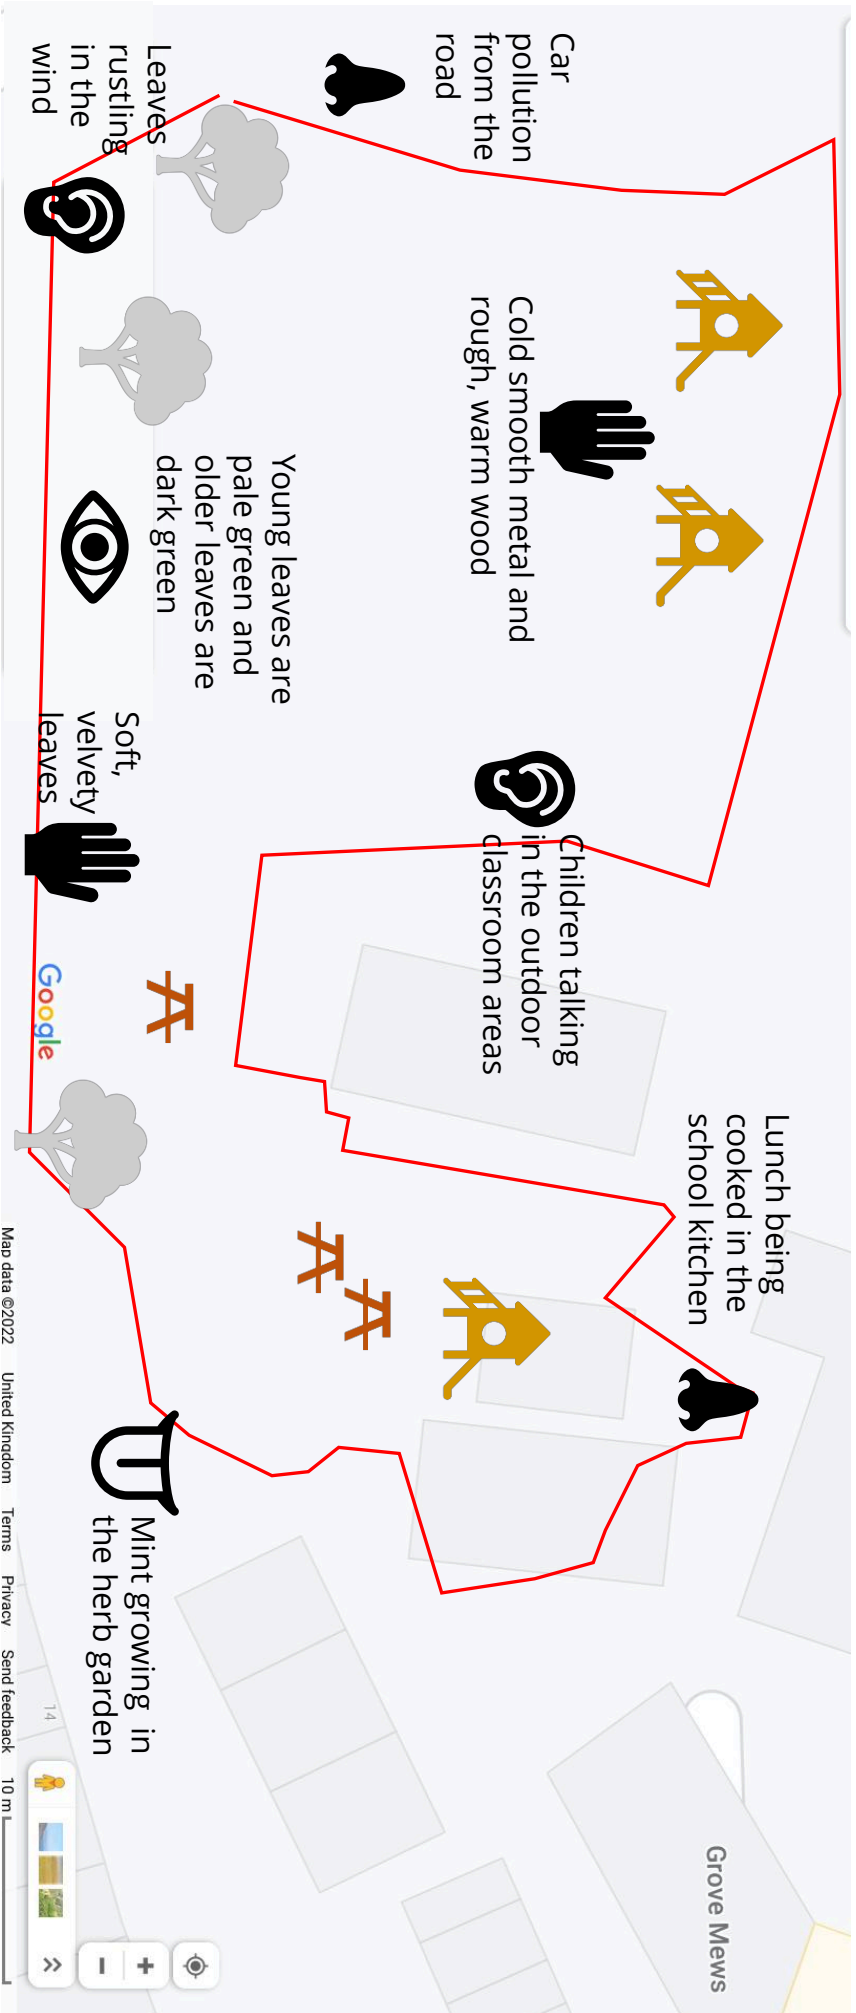 Car
pollution
from the
road
Leaves
rustling
in the
wind
Cold smooth metal and
rough, warm wood
Young leaves are
pale green and
older leaves are
dark green
Soft,
velvety
leaves
Children talking
in the outdoor
classroom areas
Lunch being
cooked in the
school kitchen
Mint growing in
the herb garden
Grove Mews
14
Google
Map data ©2022 United Kingdom Terms Privacy Send feedback 10 m